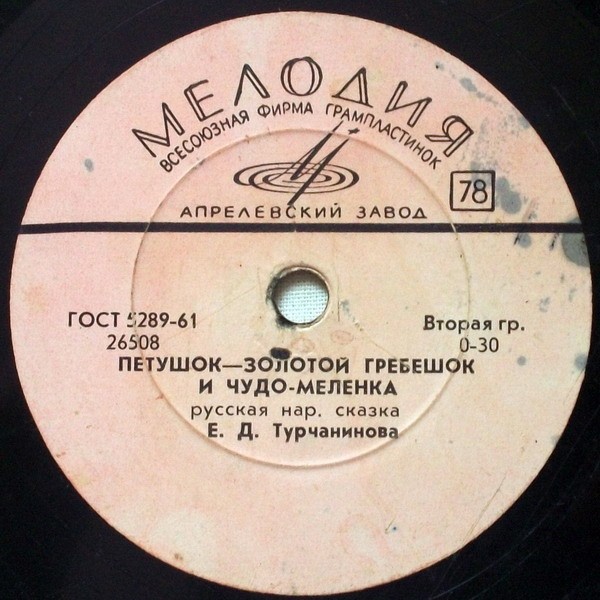 МЕЛОДИЯ
ВСЕСОЮЗНАЯ ФИРМА ГРАМПЛАСТИНОК
78
АПРЕЛЕВСКИЙ ЗАВОД
ГОСТ 5289-61
Вторая гр.
26508
0-30
ПЕТУШОК—ЗОЛОТОЙ ГРЕБЕШОК
И ЧУДО-МЕЛЕНКА
русская нар. сказка
Е. Д. Турчанинова